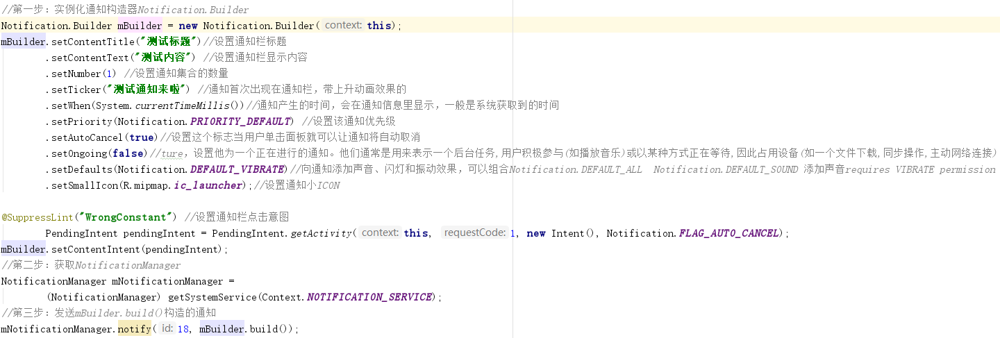 //第一步：实例化通知构造器Notification.Builder
Notification.Builder mBuilder = new Notification.Builder( context: this);
mBuilder.setContentTitle("测试标题")//设置通知栏标题
.setContentText("测试内容") //设置通知栏显示内容
.setNumber(1) //设置通知集合的数量
.setTicker("测试通知来啦") //通知首次出现在通知栏，带上升动画效果的
.setWhen(System.currentTimeMillis())//通知产生的时间，会在通知信息里显示，一般是系统获取到的时间
.setPriority(Notification.PRIORITY_DEFAULT) //设置该通知优先级
.setAutoCancel(true)//设置这个标志当用户单击面板就可以让通知将自动取消
.setOngoing(false)//ture，设置他为一个正在进行的通知。他们通常是用来表示一个后台任务,用户积极参与(如播放音乐)或以某种方式正在等待,因此占用设备(如一个文件下载,同步操作,主动网络连接)
.setDefaults(Notification.DEFAULT_VIBRATE)//向通知添加声音、闪灯和振动效果，可以组合Notification.DEFAULT_ALL  Notification.DEFAULT_SOUND 添加声音requires VIBRATE permission
.setSmallIcon(R.mipmap.ic_launcher);//设置通知小ICON
@SuppressLint("WrongConstant") //设置通知栏点击意图
PendingIntent pendingIntent = PendingIntent.getActivity( context: this, requestCode: 1, new Intent(), Notification.FLAG_AUTO_CANCEL);
mBuilder.setContentIntent(pendingIntent);
//第二步：获取NotificationManager
NotificationManager mNotificationManager =
(NotificationManager) getSystemService(Context.NOTIFICATION_SERVICE);
//第三步：发送mBuilder.build()构造的通知
mNotificationManager.notify( id: 18, mBuilder.build());